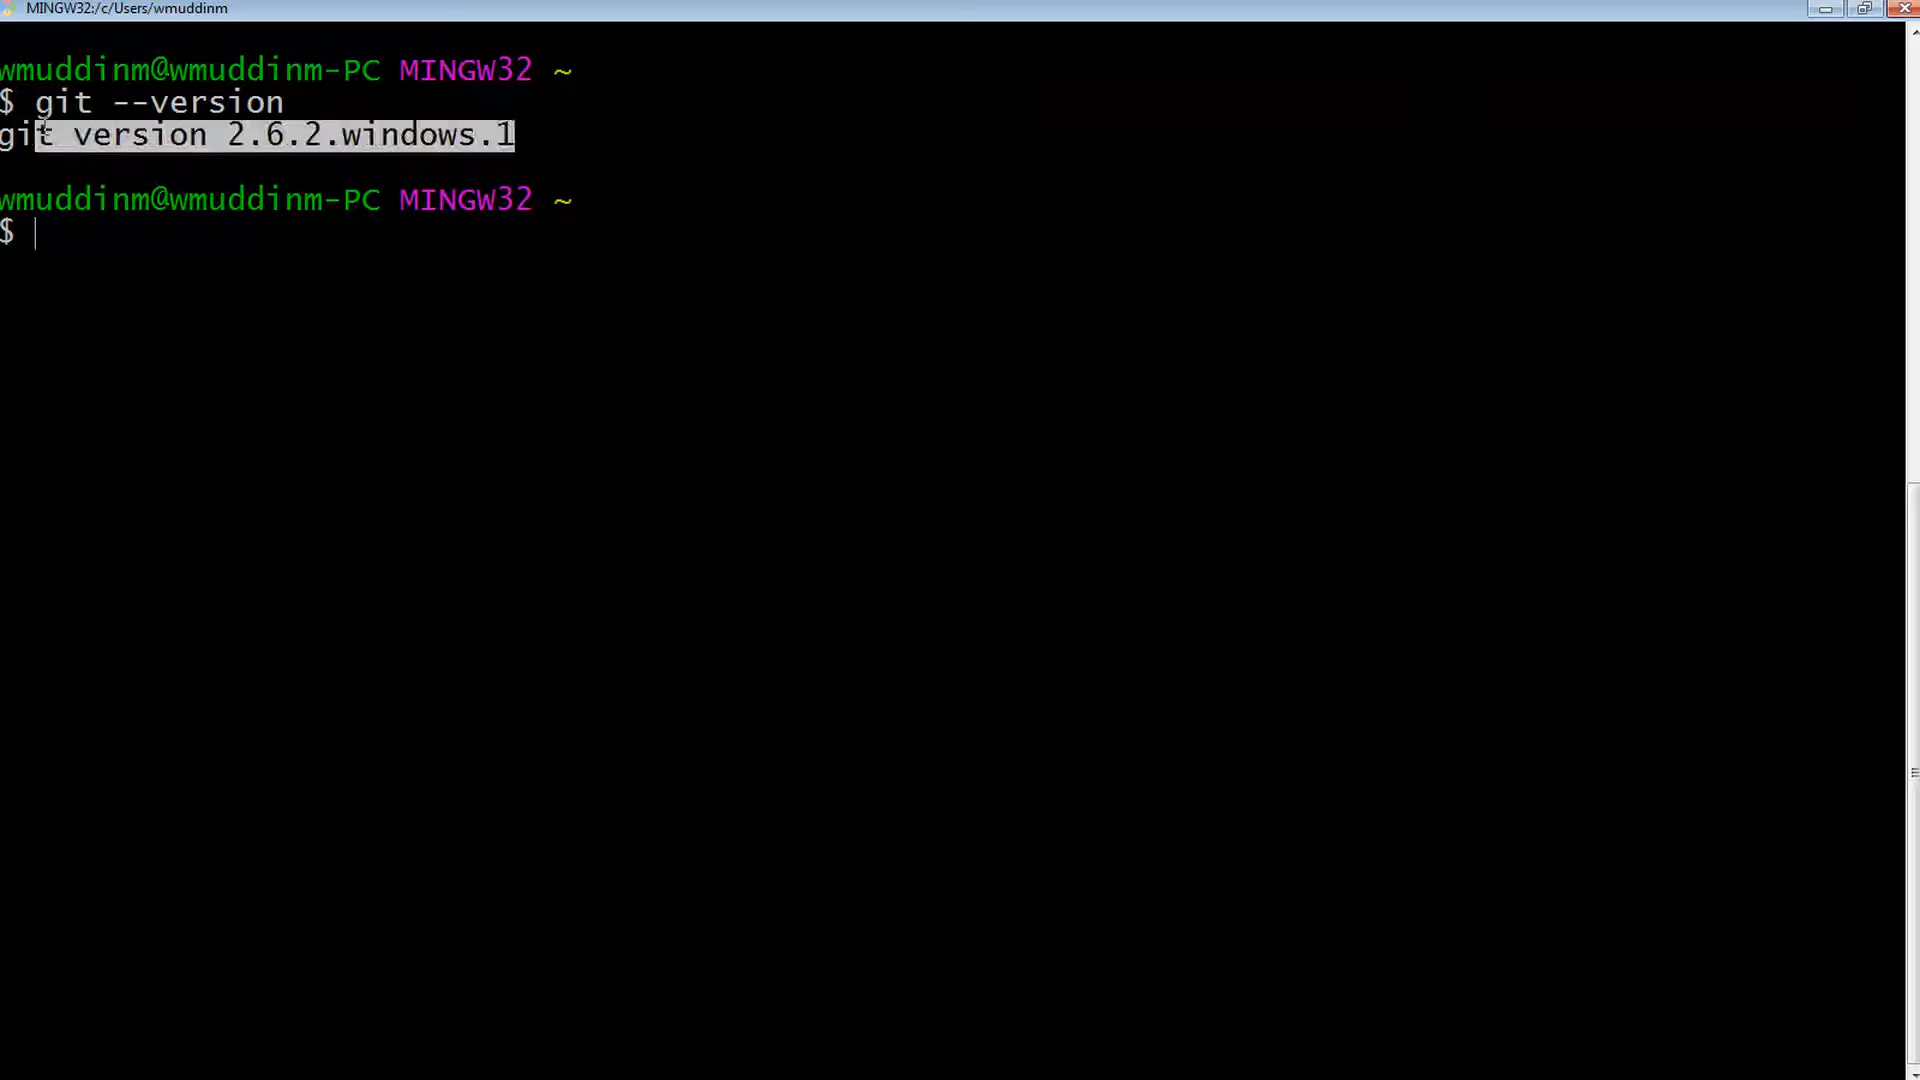 MINGW32:/c/Users/wmuddinm
wmuddinm@wmuddinm-PC MINGW32 ~
$ git --version
git version 2.6.2.windows.1
wmuddinm@wmuddinm-PC MINGW32 ~
$